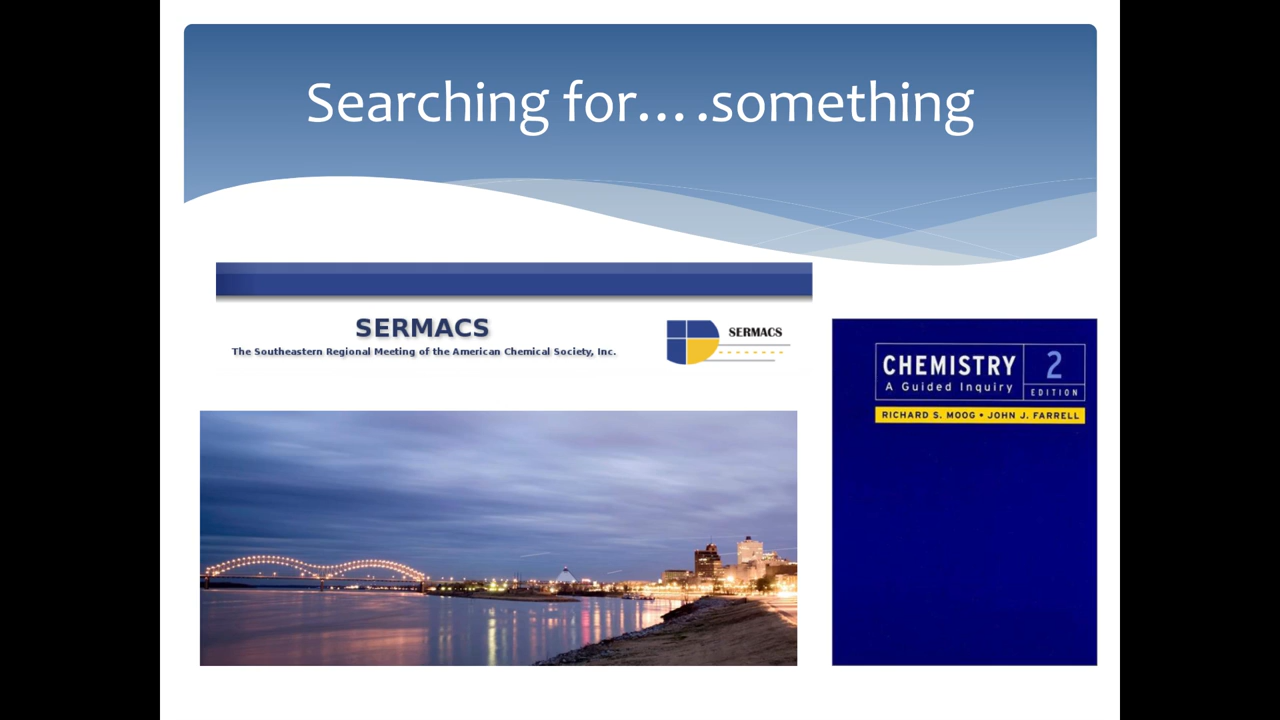 Searching for....something
SERMACS
The Southeastern Regional Meeting of the American Chemical Society, Inc.
SERMACS
CHEMISTRY 2
A Guided Inquiry EDITION
RICHARD S. MOOG • JOHN J. FARRELL